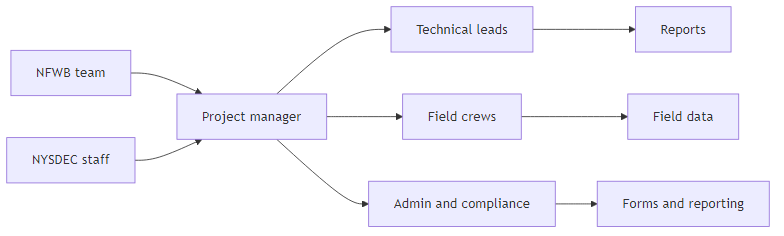 Technical leads
Reports
NFWB team
Project manager
Field crews
Field data
NYSDEC staff
Admin and compliance
Forms and reporting